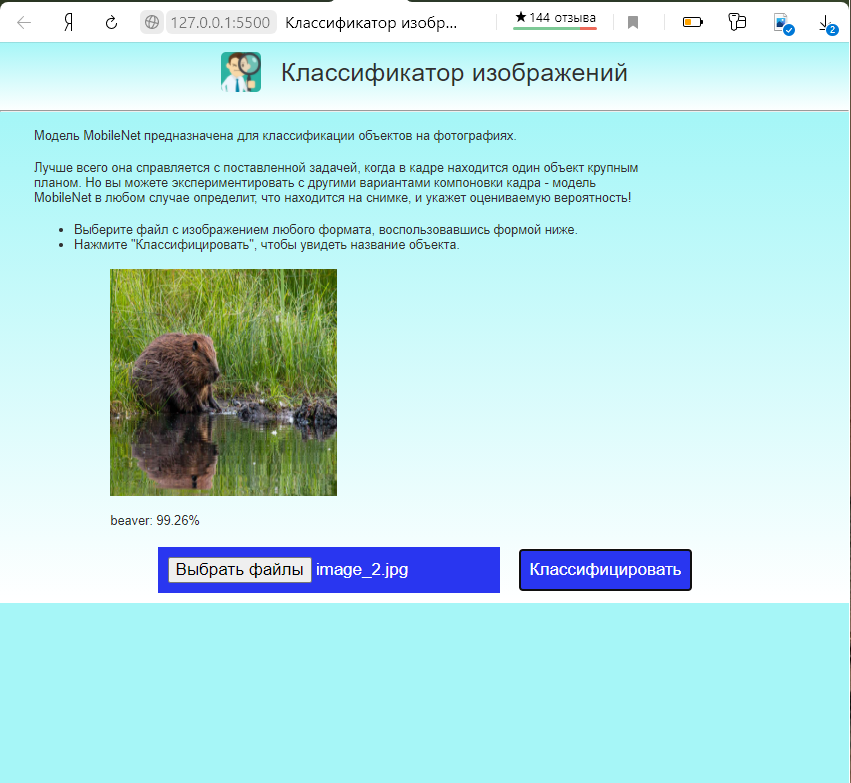 Я 127.0.0.1:5500 Классификатор изобр... ★ 144 отзыва 2
Классификатор изображений
Модель MobileNet предназначена для классификации объектов на фотографиях.
Лучше всего она справляется с поставленной задачей, когда в кадре находится один объект крупным
планом. Но вы можете экспериментировать с другими вариантами компоновки кадра - модель
MobileNet в любом случае определит, что находится на снимке, и укажет оцениваемую вероятность!
• Выберите файл с изображением любого формата, воспользовавшись формой ниже.
• Нажмите "Классифицировать", чтобы увидеть название объекта.
beaver: 99.26%
Выбрать файлы image_2.jpg Классифицировать